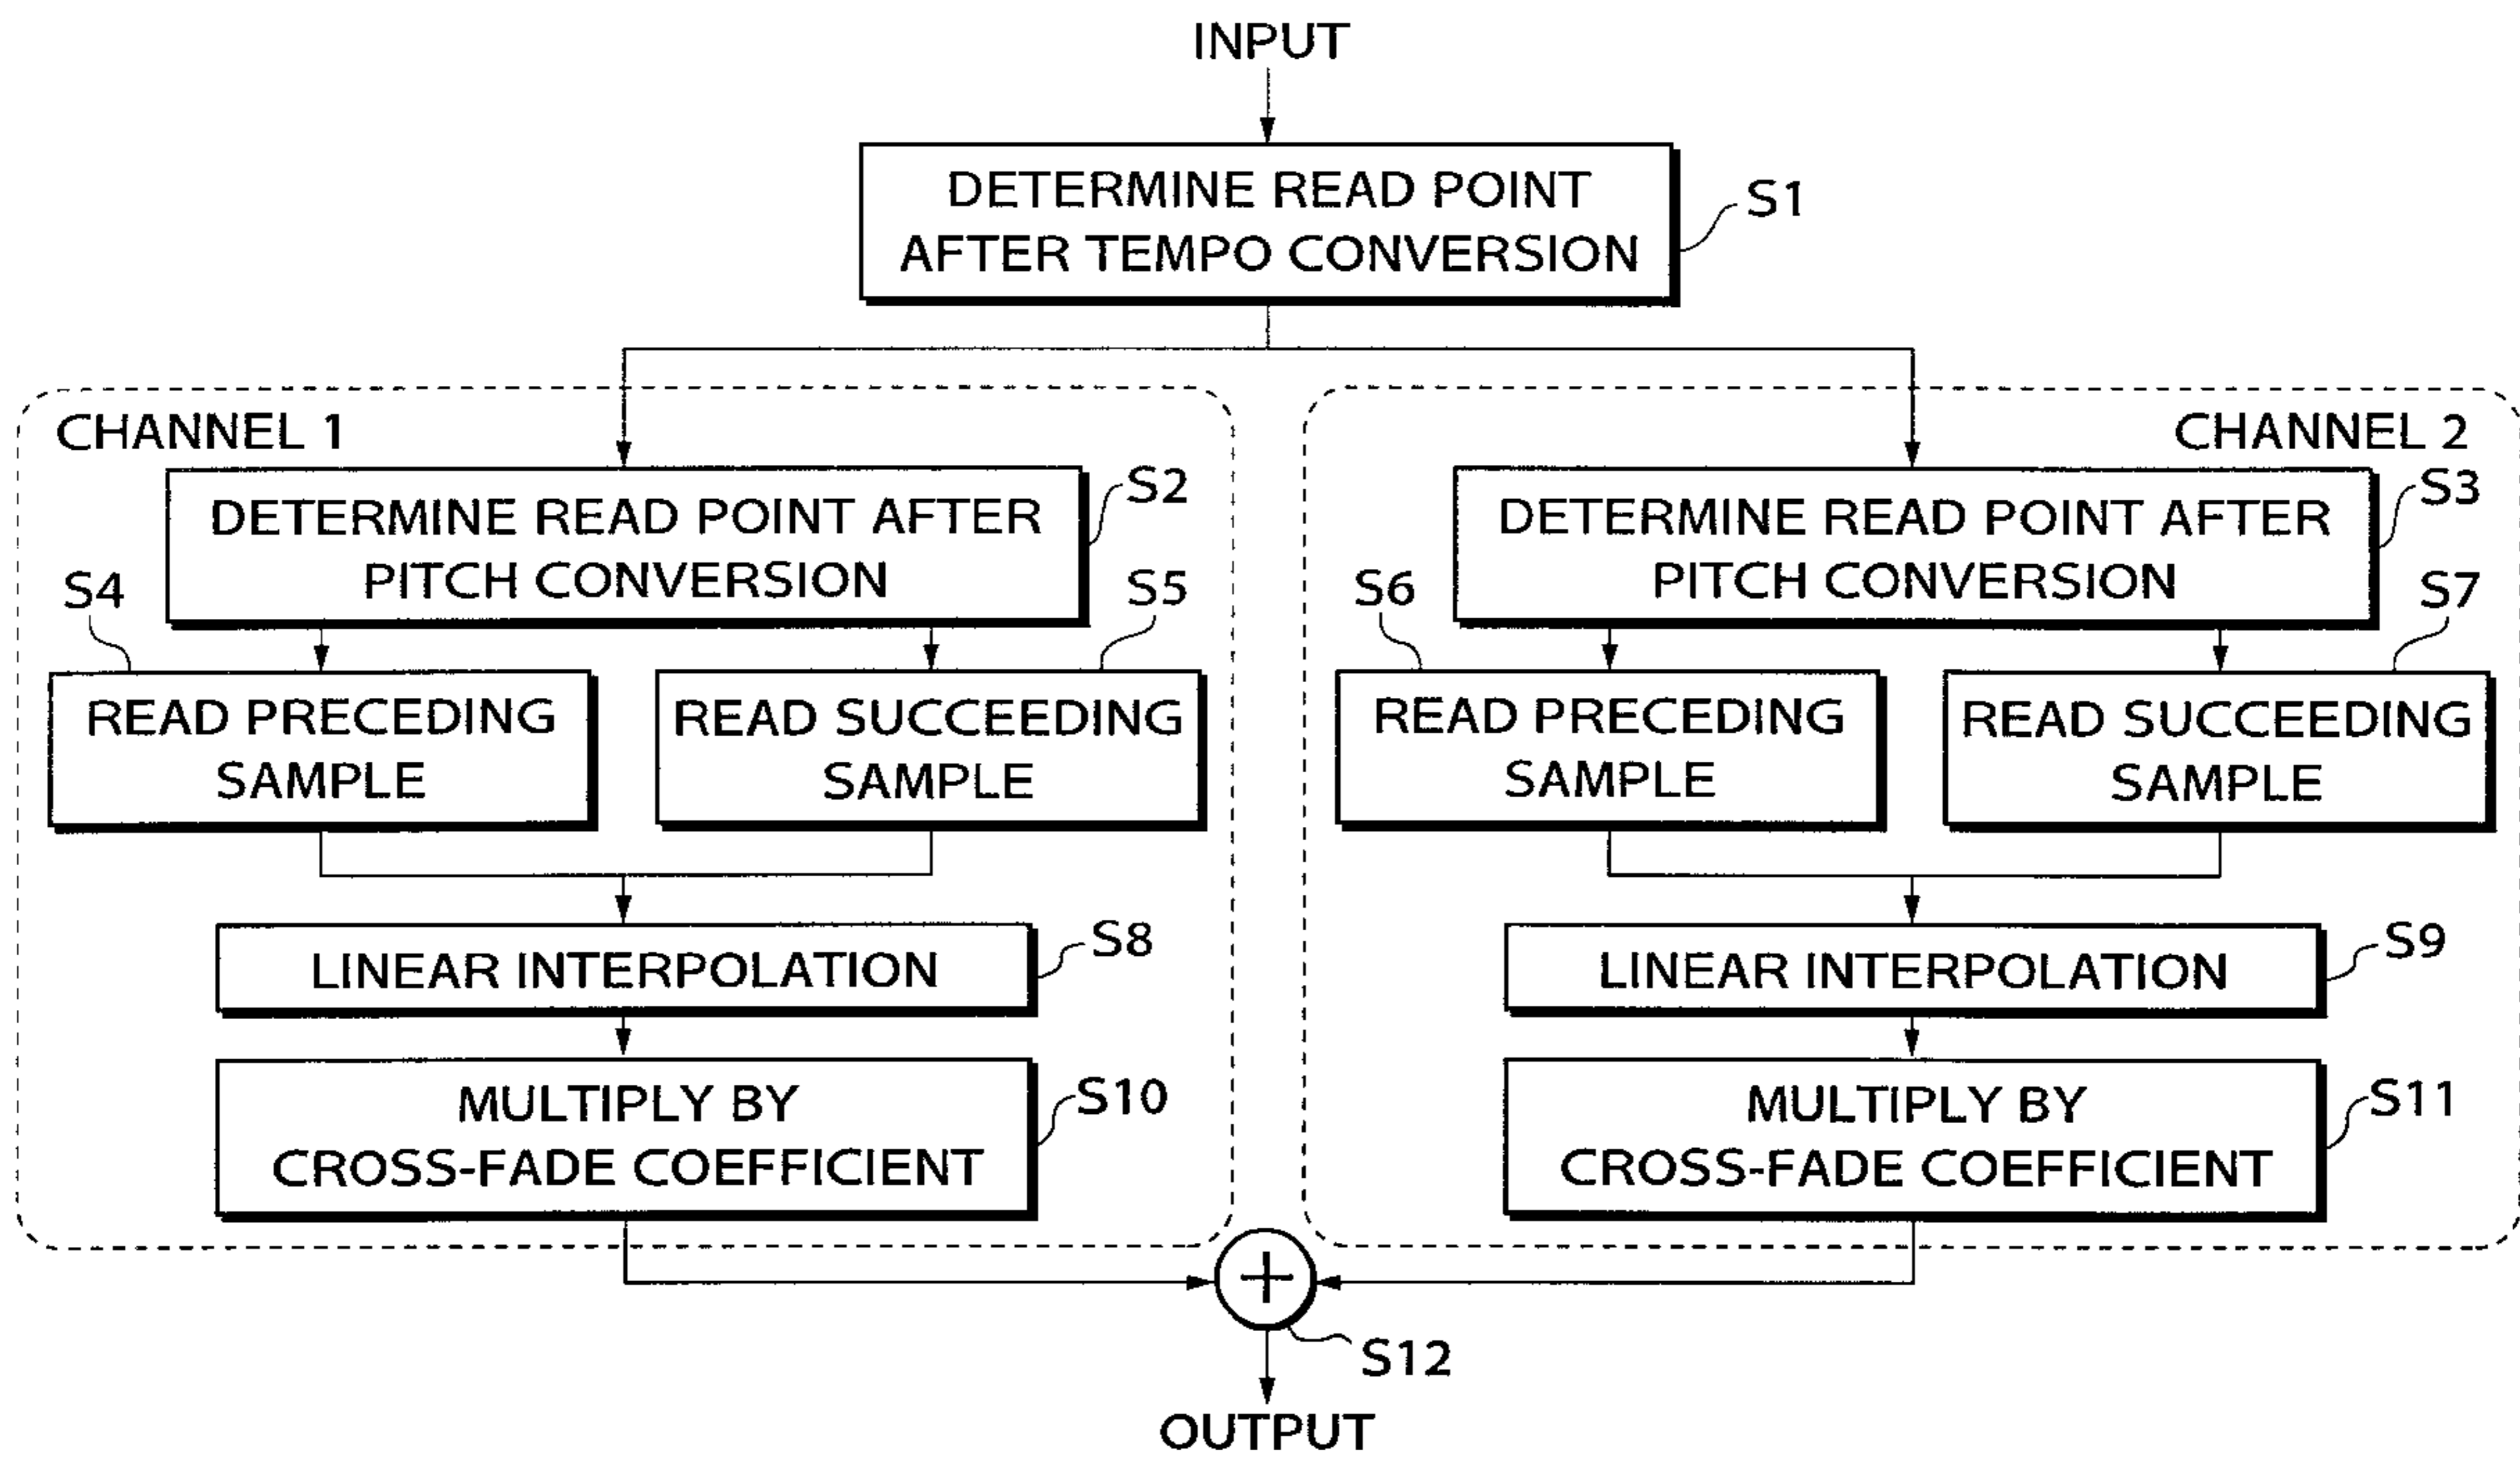 INPUT
DETERMINE READ POINT
AFTER TEMPO CONVERSION
S1
CHANNEL 1
DETERMINE READ POINT AFTER
PITCH CONVERSION
S2
S4
S5
READ PRECEDING
SAMPLE
READ SUCCEEDING
SAMPLE
LINEAR INTERPOLATION
S8
MULTIPLY BY
CROSS-FADE COEFFICIENT
S10
CHANNEL 2
DETERMINE READ POINT AFTER
PITCH CONVERSION
S3
S6
S7
READ PRECEDING
SAMPLE
READ SUCCEEDING
SAMPLE
LINEAR INTERPOLATION
S9
MULTIPLY BY
CROSS-FADE COEFFICIENT
S11
+
S12
OUTPUT